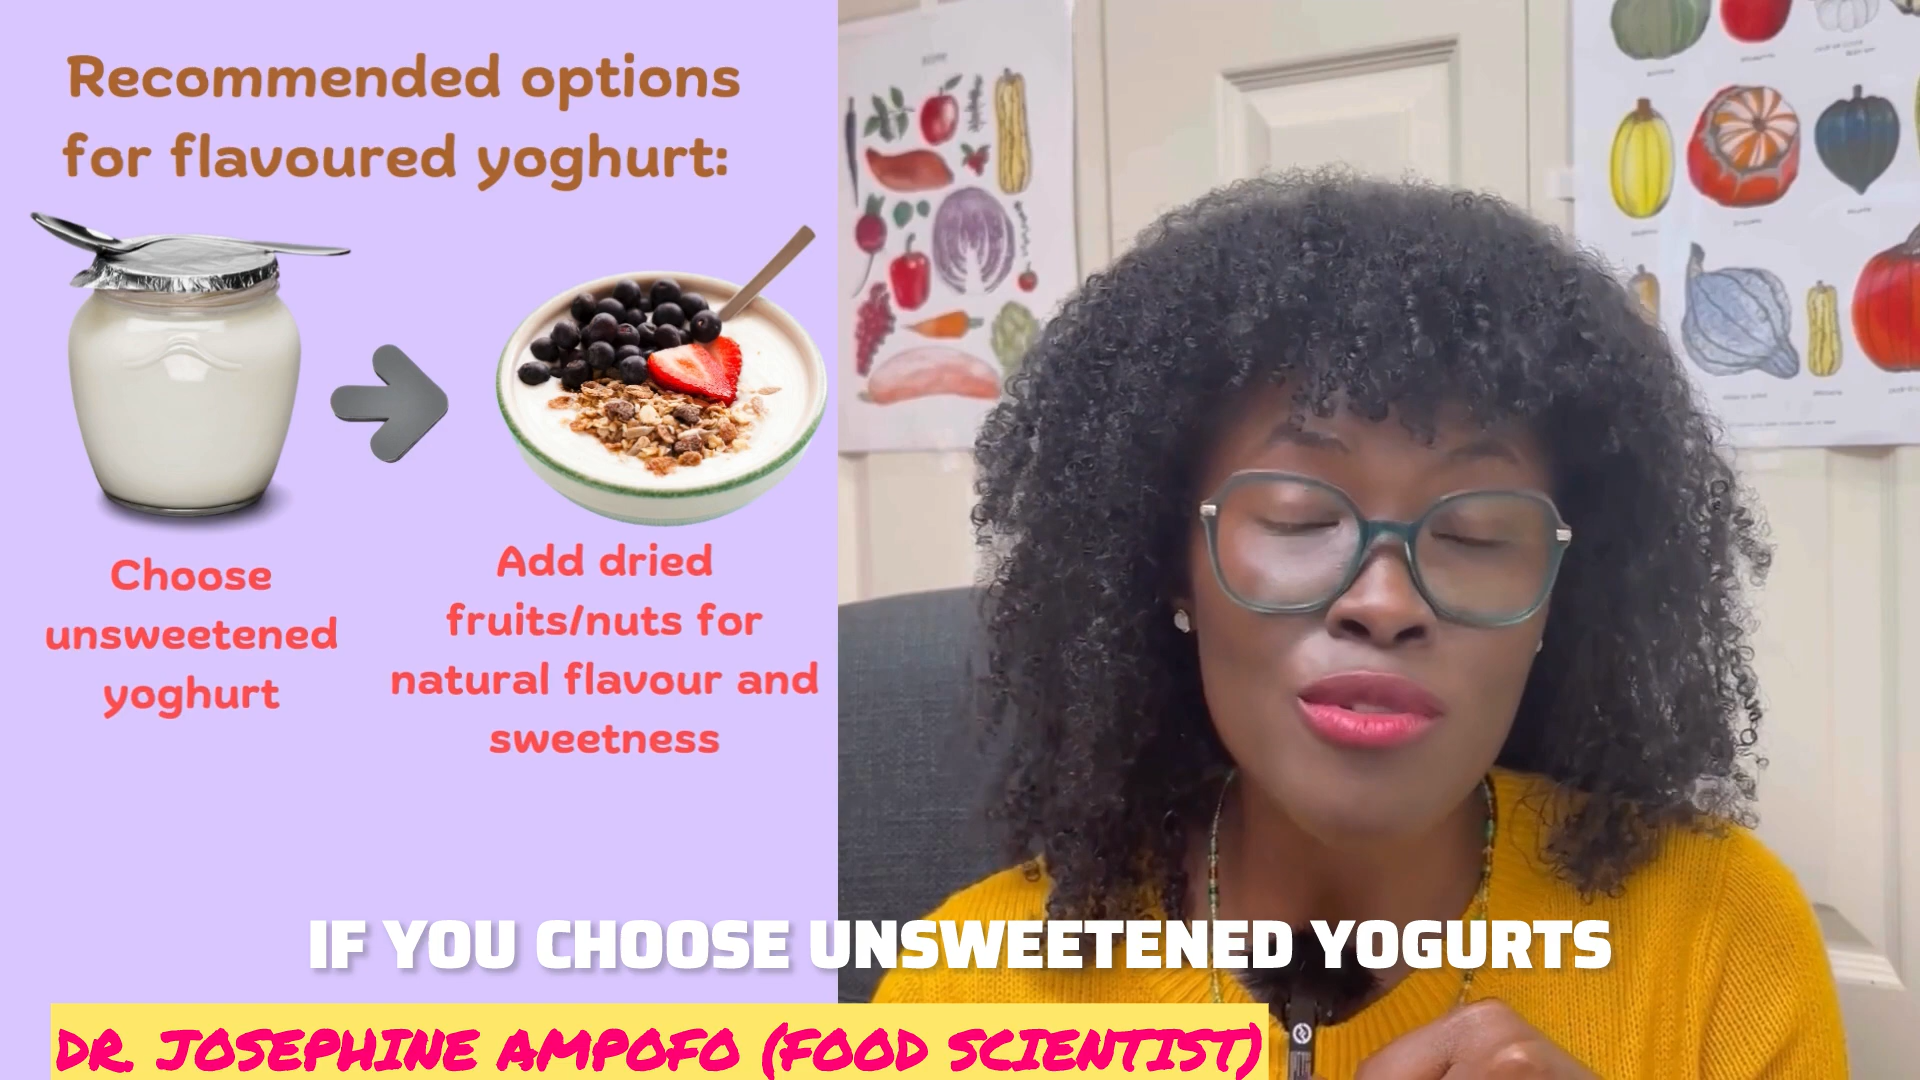 Recommended options
for flavoured yoghurt:
Choose
unsweetened
yoghurt
Add dried
fruits/nuts for
natural flavour and
sweetness
IF YOU CHOOSE UNSWEETENED YOGURTS
DR. JOSEPHINE AMPOFO (FOOD SCIENTIST)